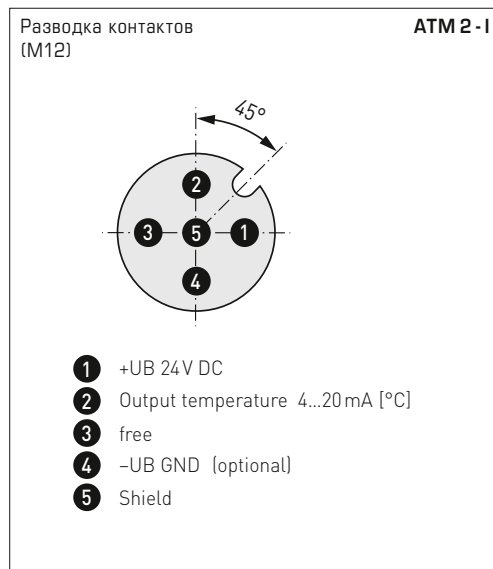 Разводка контактов
(M12)
ATM 2 - I
45°
2
3
5
1
4
1 +UB 24 V DC
2 Output temperature 4...20 mA [°C]
3 free
4 –UB GND (optional)
5 Shield